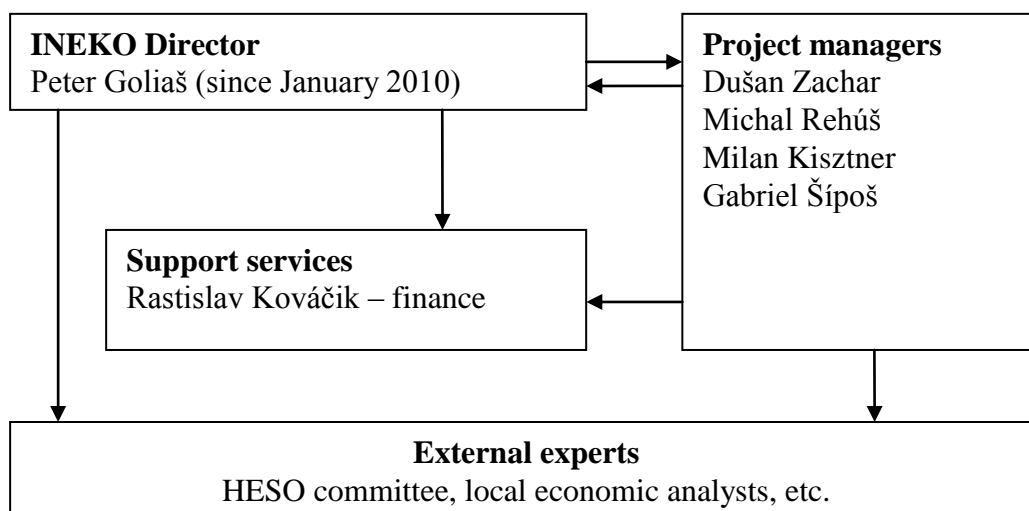 INEKO Director
Peter Goliaš (since January 2010)
Project managers
Dušan Zachar
Michal Rehúš
Milan Kisztner
Gabriel Šípoš
Support services
Rastislav Kováčik – finance
External experts
HESO committee, local economic analysts, etc.